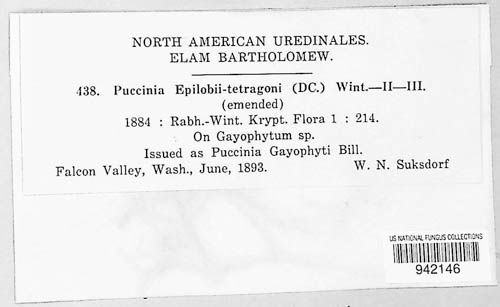 NORTH AMERICAN UREDINALES.
ELAM BARTHOLOMEW.
438. Puccinia Epilobii-tetragoni (DC.) Wint.—II—III.
(emended)
1884 : Rabh.-Wint. Krypt. Flora 1 : 214.
On Gayophytum sp.
Issued as Puccinia Gayophyti Bill.
Falcon Valley, Wash., June, 1893. W. N. Suksdorf
US NATIONAL FUNGUS COLLECTIONS
942146